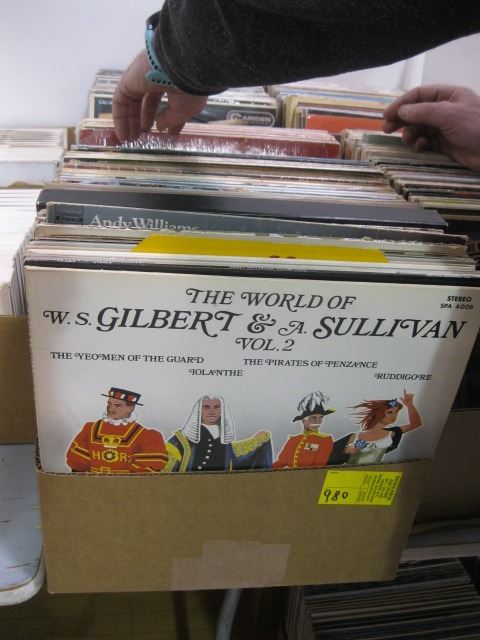 CAMDEN
Andy Williams
THE WORLD OF
W. S. GILBERT & A. SULLIVAN
VOL. 2
STEREO
SPA 4006
THE YEOMEN OF THE GUARD
THE PIRATES OF PENZANCE
IOLANTHE
RUDDIGORE
980